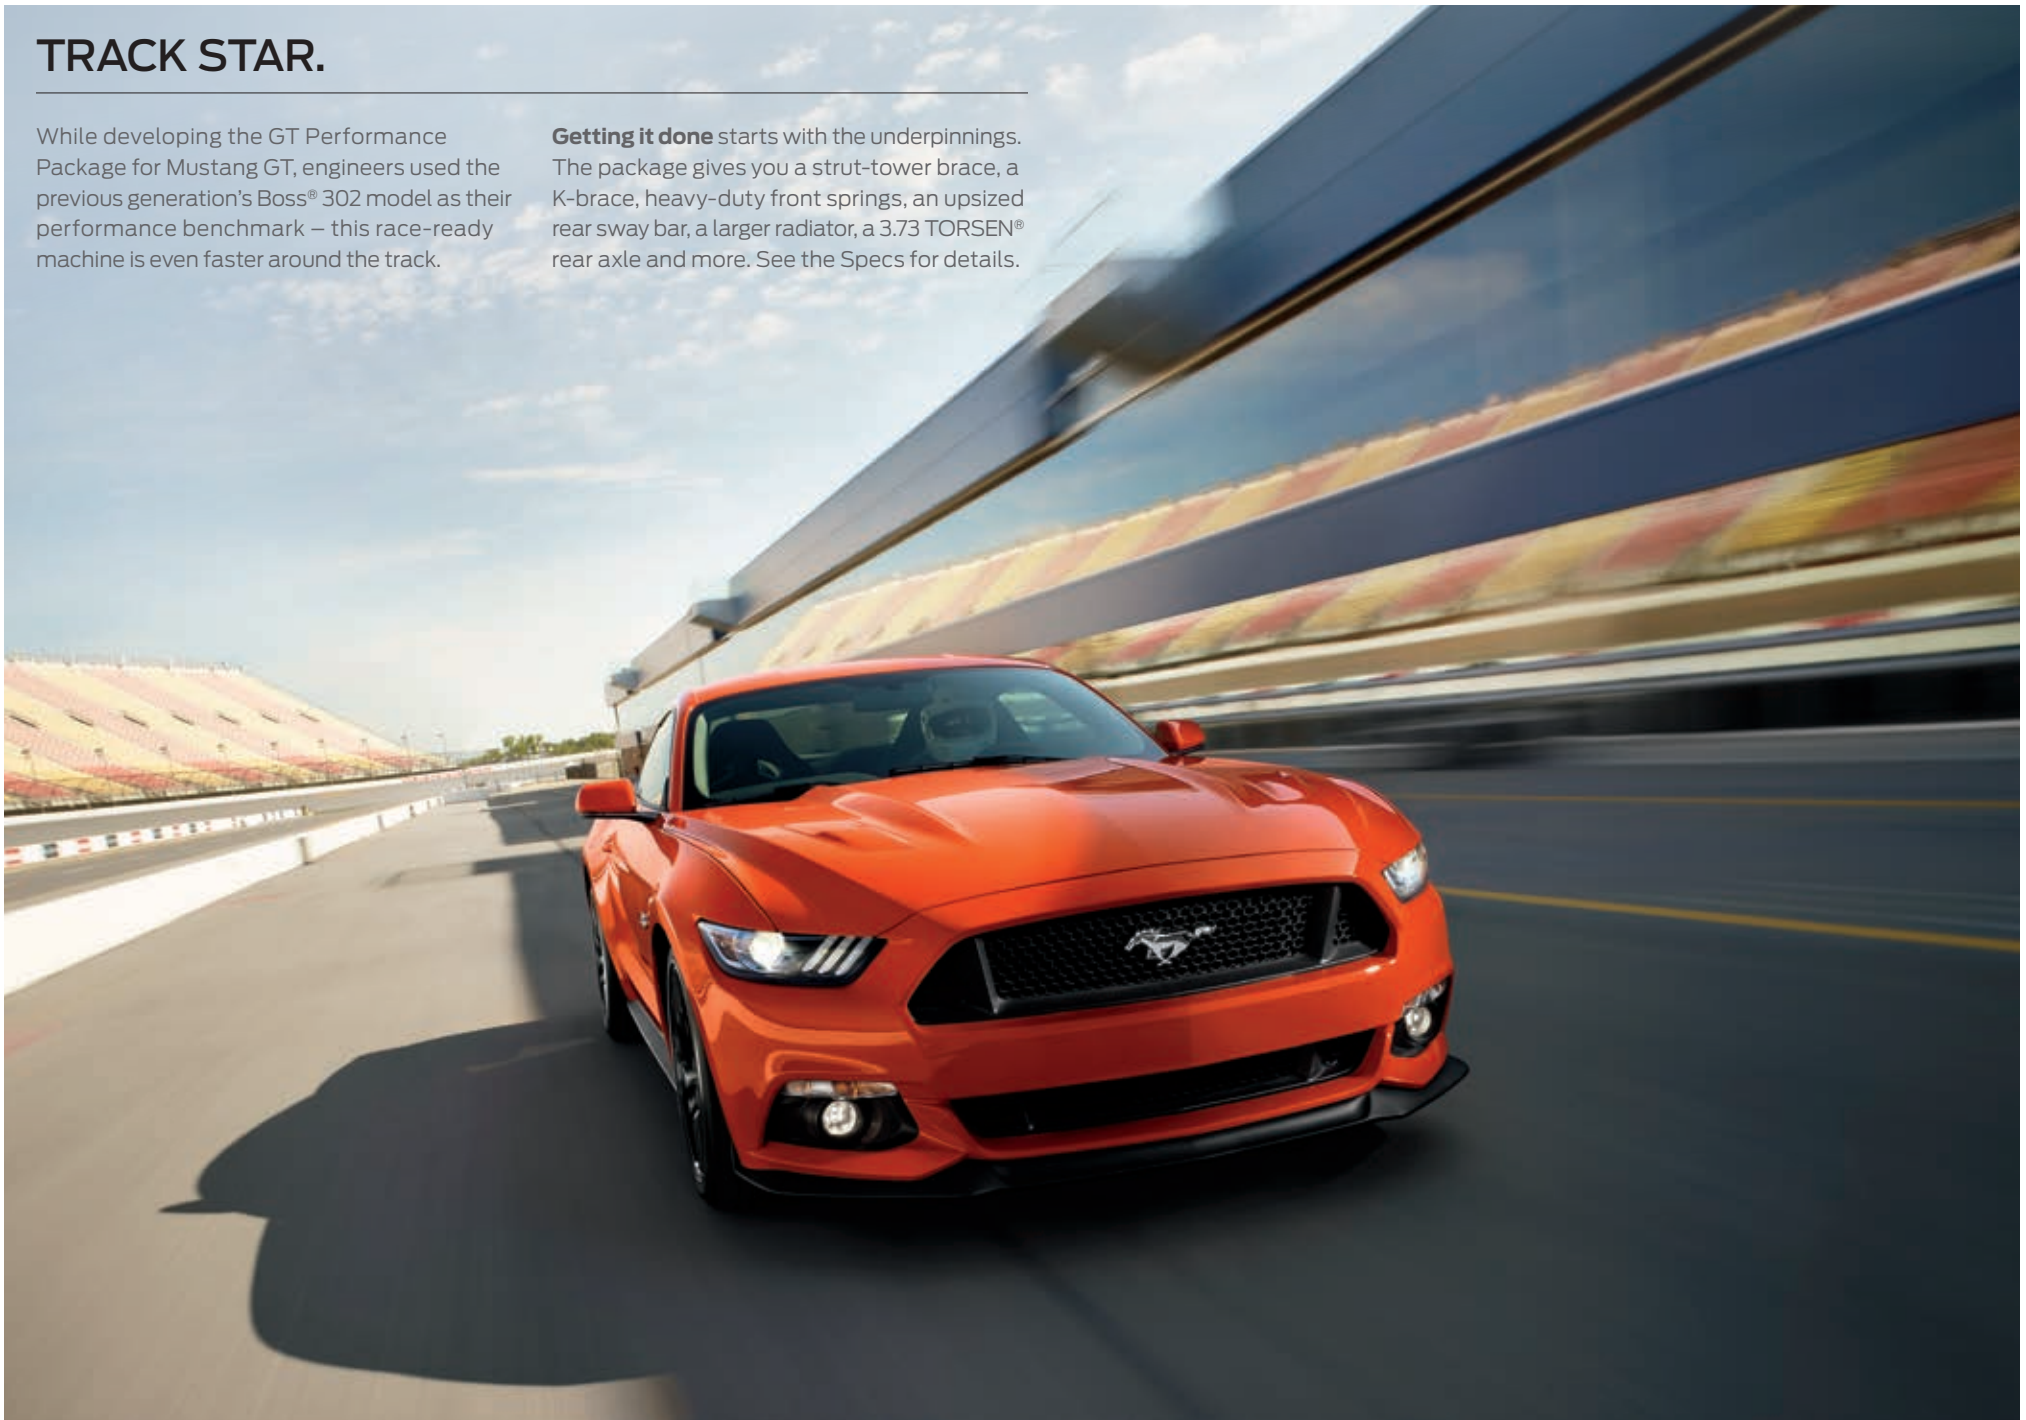 TRACK STAR.
While developing the GT Performance
Package for Mustang GT, engineers used the
previous generation's Boss® 302 model as their
performance benchmark – this race-ready
machine is even faster around the track.
Getting it done starts with the underpinnings.
The package gives you a strut-tower brace, a
K-brace, heavy-duty front springs, an upsized
rear sway bar, a larger radiator, a 3.73 TORSEN®
rear axle and more. See the Specs for details.